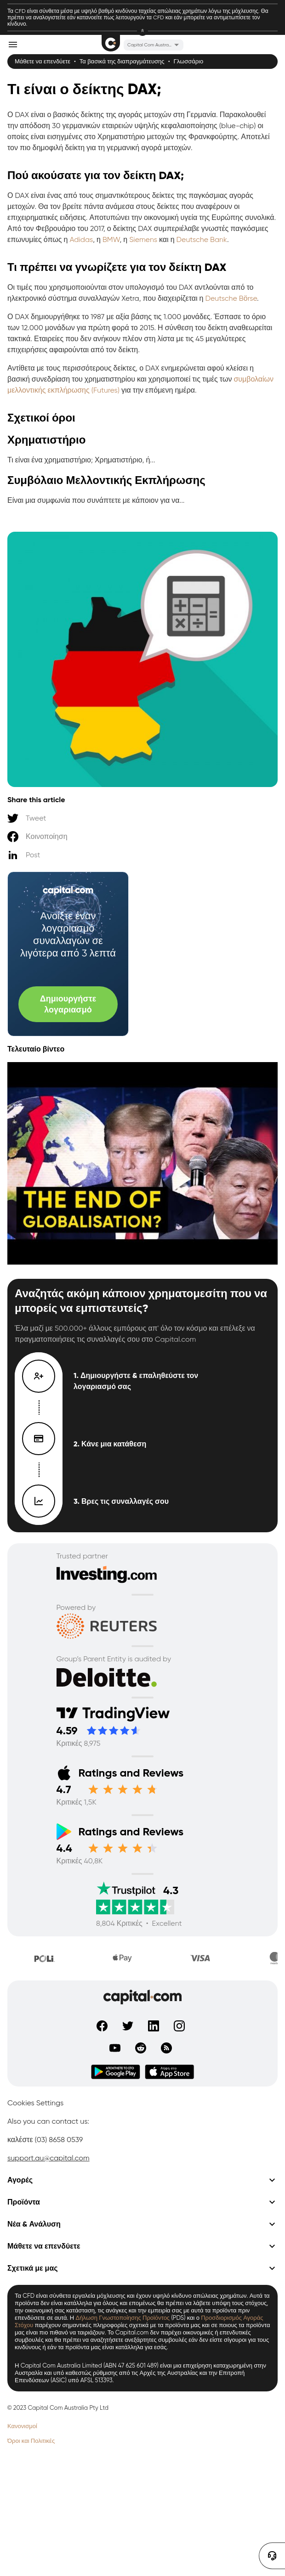 Τα CFD είναι σύνθετα μέσα με υψηλό βαθμό κινδύνου ταχείας απώλειας χρημάτων λόγω της μόχλευσης. Θα
πρέπει να αναλογιστείτε εάν κατανοείτε πως λειτουργούν τα CFD και εάν μπορείτε να αντιμετωπίσετε τον
κίνδυνο.
Capital Com Austra...
Μάθετε να επενδύετε • Τα βασικά της διαπραγμάτευσης • Γλωσσάριο
Τι είναι ο δείκτης DAX;
Ο DAX είναι ο βασικός δείκτης της αγοράς μετοχών στη Γερμανία. Παρακολουθεί
την απόδοση 30 γερμανικών εταιρειών υψηλής κεφαλαιοποίησης (blue-chip) οι
οποίες είναι εισηγμένες στο Χρηματιστήριο μετοχών της Φρανκφούρτης. Αποτελεί
τον πιο δημοφιλή δείκτη για τη γερμανική αγορά μετοχών.
Πού ακούσατε για τον δείκτη DAX;
Ο DAX είναι ένας από τους σημαντικότερους δείκτες της παγκόσμιας αγοράς
μετοχών. Θα τον βρείτε ανάμεσα στους δείκτες που αναφέρουν οι
επιχειρηματικές ειδήσεις. Αποτυπώνει την οικονομική υγεία της Ευρώπης συνολικά.
Από τον Φεβρουάριο του 2017, ο δείκτης DAX συμπεριέλαβε γνωστές παγκόσμιες
επωνυμίες όπως η Adidas, η BMW, η Siemens και η Deutsche Bank.
Τι πρέπει να γνωρίζετε για τον δείκτη DAX
Οι τιμές που χρησιμοποιούνται στον υπολογισμό του DAX αντλούνται από το
ηλεκτρονικό σύστημα συναλλαγών Xetra, που διαχειρίζεται η Deutsche Börse.
Ο DAX δημιουργήθηκε το 1987 με αξία βάσης τις 1.000 μονάδες. Έσπασε το όριο
των 12.000 μονάδων για πρώτη φορά το 2015. Η σύνθεση του δείκτη αναθεωρείται
τακτικά. Εταιρείες που δεν ανήκουν πλέον στη λίστα με τις 45 μεγαλύτερες
επιχειρήσεις αφαιρούνται από τον δείκτη.
Αντίθετα με τους περισσότερους δείκτες, ο DAX ενημερώνεται αφού κλείσει η
βασική συνεδρίαση του χρηματιστηρίου και χρησιμοποιεί τις τιμές των συμβολαίων
μελλοντικής εκπλήρωσης (Futures) για την επόμενη ημέρα.
Σχετικοί όροι
Χρηματιστήριο
Τι είναι ένα χρηματιστήριο; Χρηματιστήριο, ή...
Συμβόλαιο Μελλοντικής Εκπλήρωσης
Είναι μια συμφωνία που συνάπτετε με κάποιον για να...
Share this article
Tweet
Κοινοποίηση
Post
capital.com
Ανοίξτε έναν
λογαριασμό
συναλλαγών σε
λιγότερα από 3 λεπτά
Δημιουργήστε
λογαριασμό
Τελευταίο βίντεο
THE END OF
GLOBALISATION?
Αναζητάς ακόμη κάποιον χρηματομεσίτη που να
μπορείς να εμπιστευτείς?
Έλα μαζί με 500.000+ άλλους εμπόρους απ' όλο τον κόσμο και επέλεξε να
πραγματοποιήσεις τις συναλλαγές σου στο Capital.com
1. Δημιουργήστε & επαληθεύστε τον
λογαριασμό σας
2. Κάνε μια κατάθεση
3. Βρες τις συναλλαγές σου
Trusted partner
Investing.com
Powered by
REUTERS
Group's Parent Entity is audited by
Deloitte.
TradingView
4.59
Κριτικές 8,975
Ratings and Reviews
4.7
Κριτικές 1,5K
Ratings and Reviews
4.4
Κριτικές 40,8K
Trustpilot 4.3
8,804 Κριτικές • Excellent
POLi
Pay
VISA
capital.com
Google Play
App Store
Cookies Settings
Also you can contact us:
καλέστε (03) 8658 0539
support.au@capital.com
Αγορές
Προϊόντα
Νέα & Ανάλυση
Μάθετε να επενδύετε
Σχετικά με μας
Τα CFD είναι σύνθετα εργαλεία μόχλευσης και έχουν υψηλό κίνδυνο απώλειας χρημάτων. Αυτά τα
προϊόντα δεν είναι κατάλληλα για όλους και επομένως θα πρέπει να λάβετε υπόψη τους στόχους,
την οικονομική σας κατάσταση, τις ανάγκες και την εμπειρία σας με αυτά τα προϊόντα πριν
επενδύσετε σε αυτά. Η Δήλωση Γνωστοποίησης Προϊόντος (PDS) και ο Προσδιορισμός Αγοράς
Στόχου παρέχουν σημαντικές πληροφορίες σχετικά με τα προϊόντα μας και σε ποιους τα προϊόντα
μας είναι πιο πιθανό να ταιριάζουν. Το Capital.com δεν παρέχει οικονομικές ή επενδυτικές
συμβουλές και θα πρέπει να αναζητήσετε ανεξάρτητες συμβουλές εάν δεν είστε σίγουροι για τους
κινδύνους ή εάν τα προϊόντα μας είναι κατάλληλα για εσάς.
Η Capital Com Australia Limited (ABN 47 625 601 489) είναι μια επιχείρηση καταχωρημένη στην
Αυστραλία και υπό καθεστώς ρύθμισης από τις Αρχές της Αυστραλίας και την Επιτροπή
Επενδύσεων (ASIC) υπό AFSL 513393.
© 2023 Capital Com Australia Pty Ltd
Κανονισμοί
Όροι και Πολιτικές